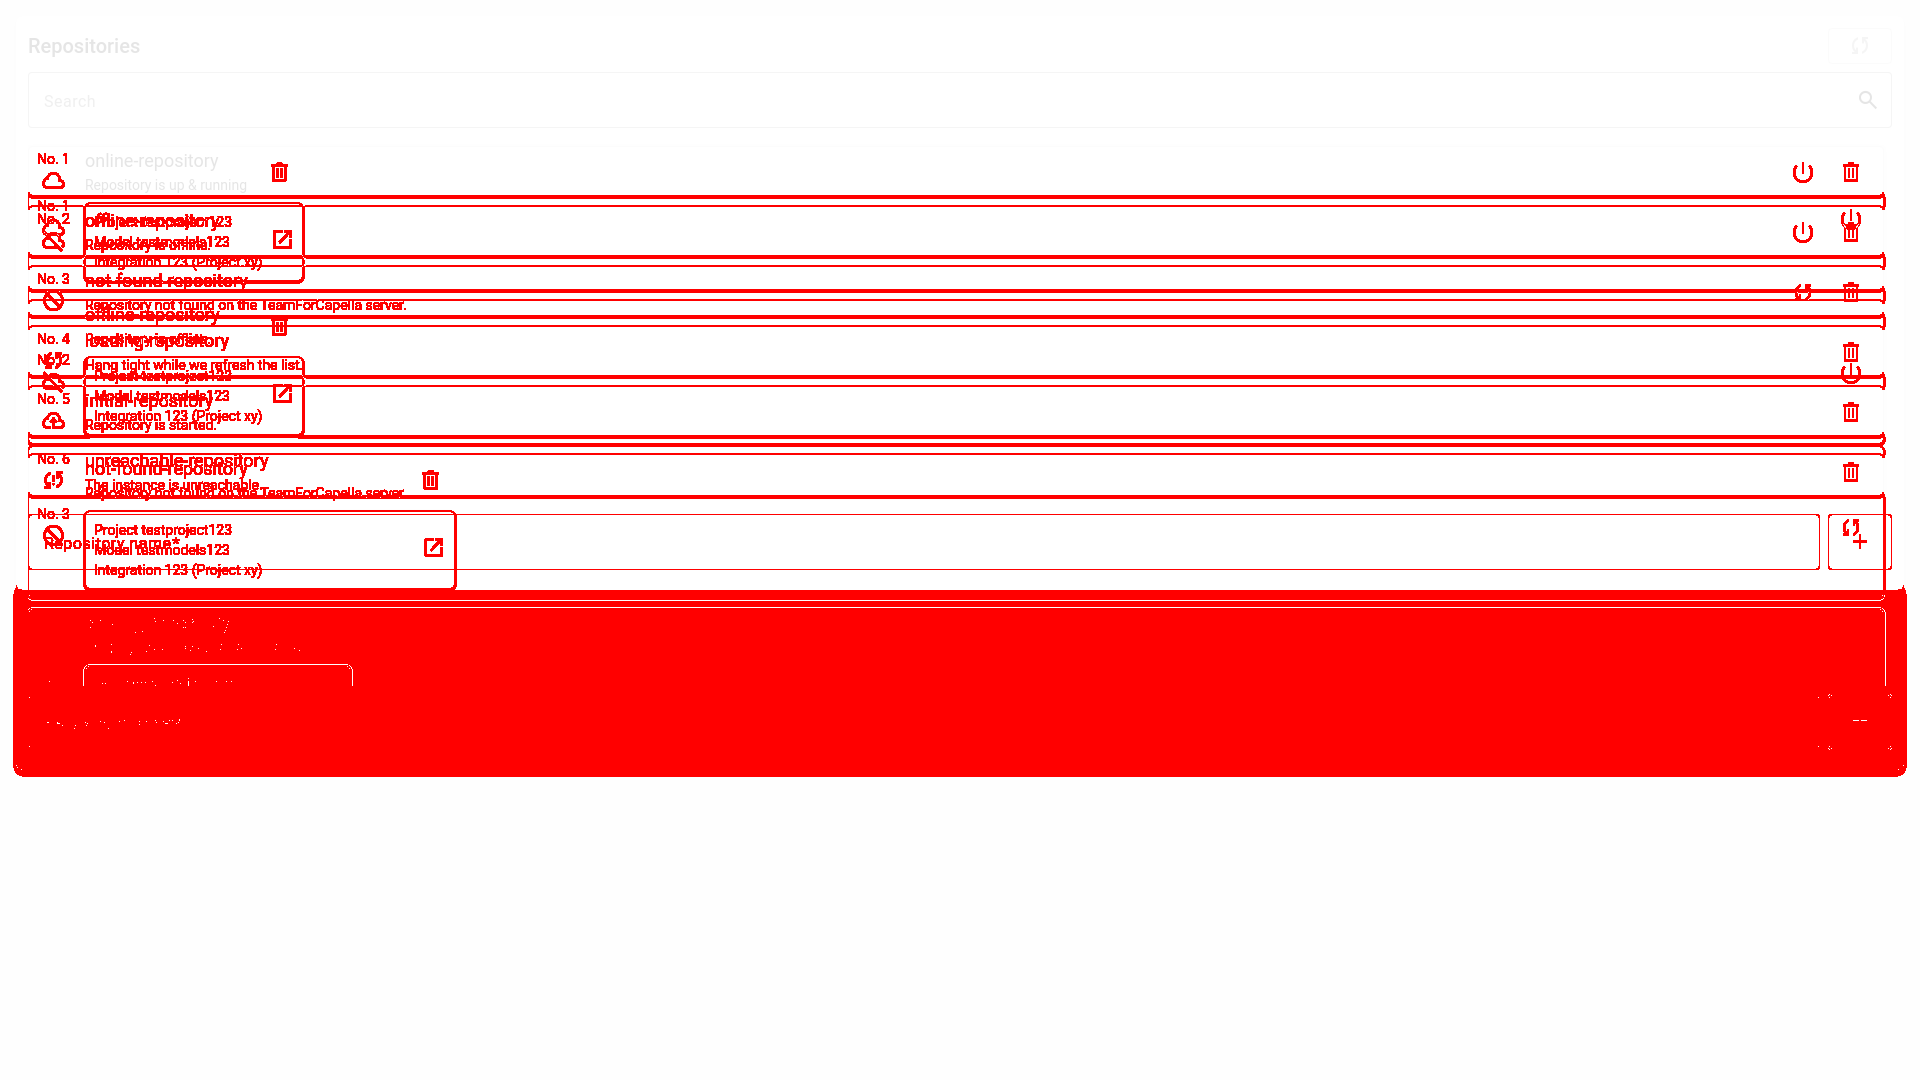 Repositories
Search
No. 1
online-repository
Repository is up & running
No. 1
No. 2
offline-repository
Project testproject123
Repository is offline.
Model testmodels123
Integration 123 (Project xy)
No. 3
not-found-repository
Repository not found on the TeamForCapella server.
offline-repository
No. 4
loading-repository
Repository is offline.
No. 2
Hang tight while we refresh the list.
Project testproject123
Model testmodels123
No. 5
initial-repository
Integration 123 (Project xy)
Repository is started.
No. 6
unreachable-repository
not-found-repository
The instance is unreachable.
Repository not found on the TeamForCapella server.
No. 3
Project testproject123
Repository name*
Model testmodels123
Integration 123 (Project xy)